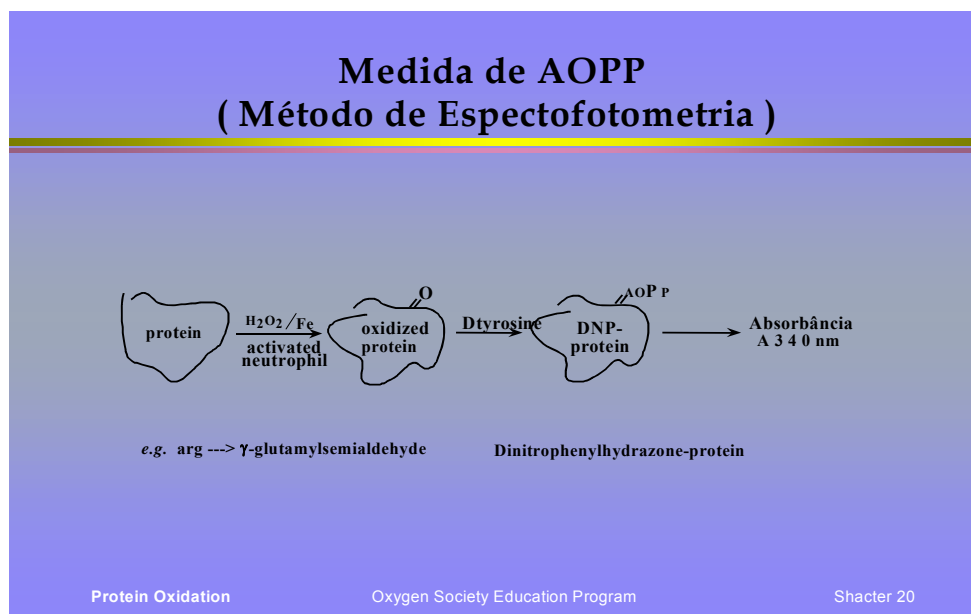 Medida de AOPP
( Método de Espectofotometria )
protein
H2O2 /Fe
activated
neutrophil
O
oxidized
protein
Dtyrosine
AOPP
DNP-
protein
Absorbância
A 3 4 0 nm
e.g. arg ---> γ-glutamylsemialdehyde
Dinitrophenylhydrazone-protein
Protein Oxidation
Oxygen Society Education Program
Shacter 20